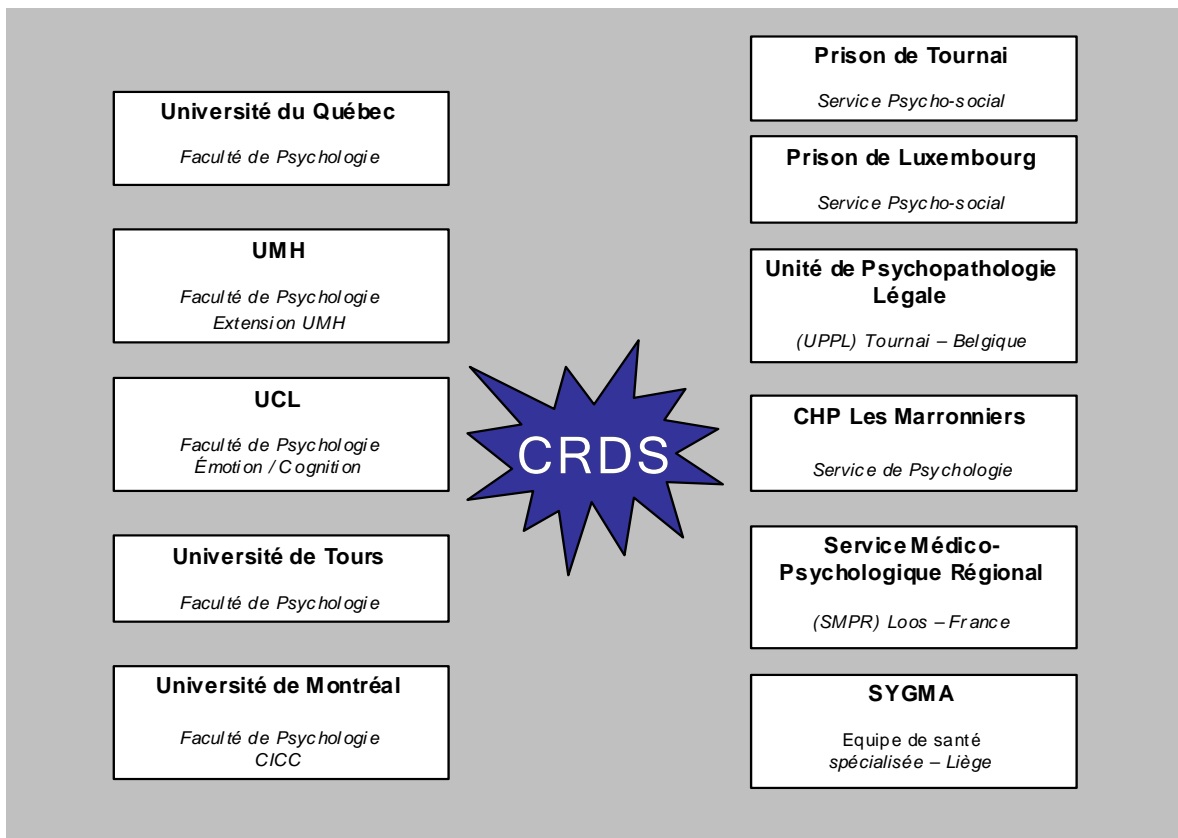 Université du Québec
Faculté de Psychologie
UMH
Faculté de Psychologie
Extension UMH
UCL
Faculté de Psychologie
Émotion / Cognition
Université de Tours
Faculté de Psychologie
Université de Montréal
Faculté de Psychologie
CICC
CRDS
Prison de Tournai
Service Psycho-social
Prison de Luxembourg
Service Psycho-social
Unité de Psychopathologie
Légale
(UPPL) Tournai – Belgique
CHP Les Marronniers
Service de Psychologie
Service Médico-
Psychologique Régional
(SMPR) Loos – France
SYGMA
Equipe de santé
spécialisée – Liège